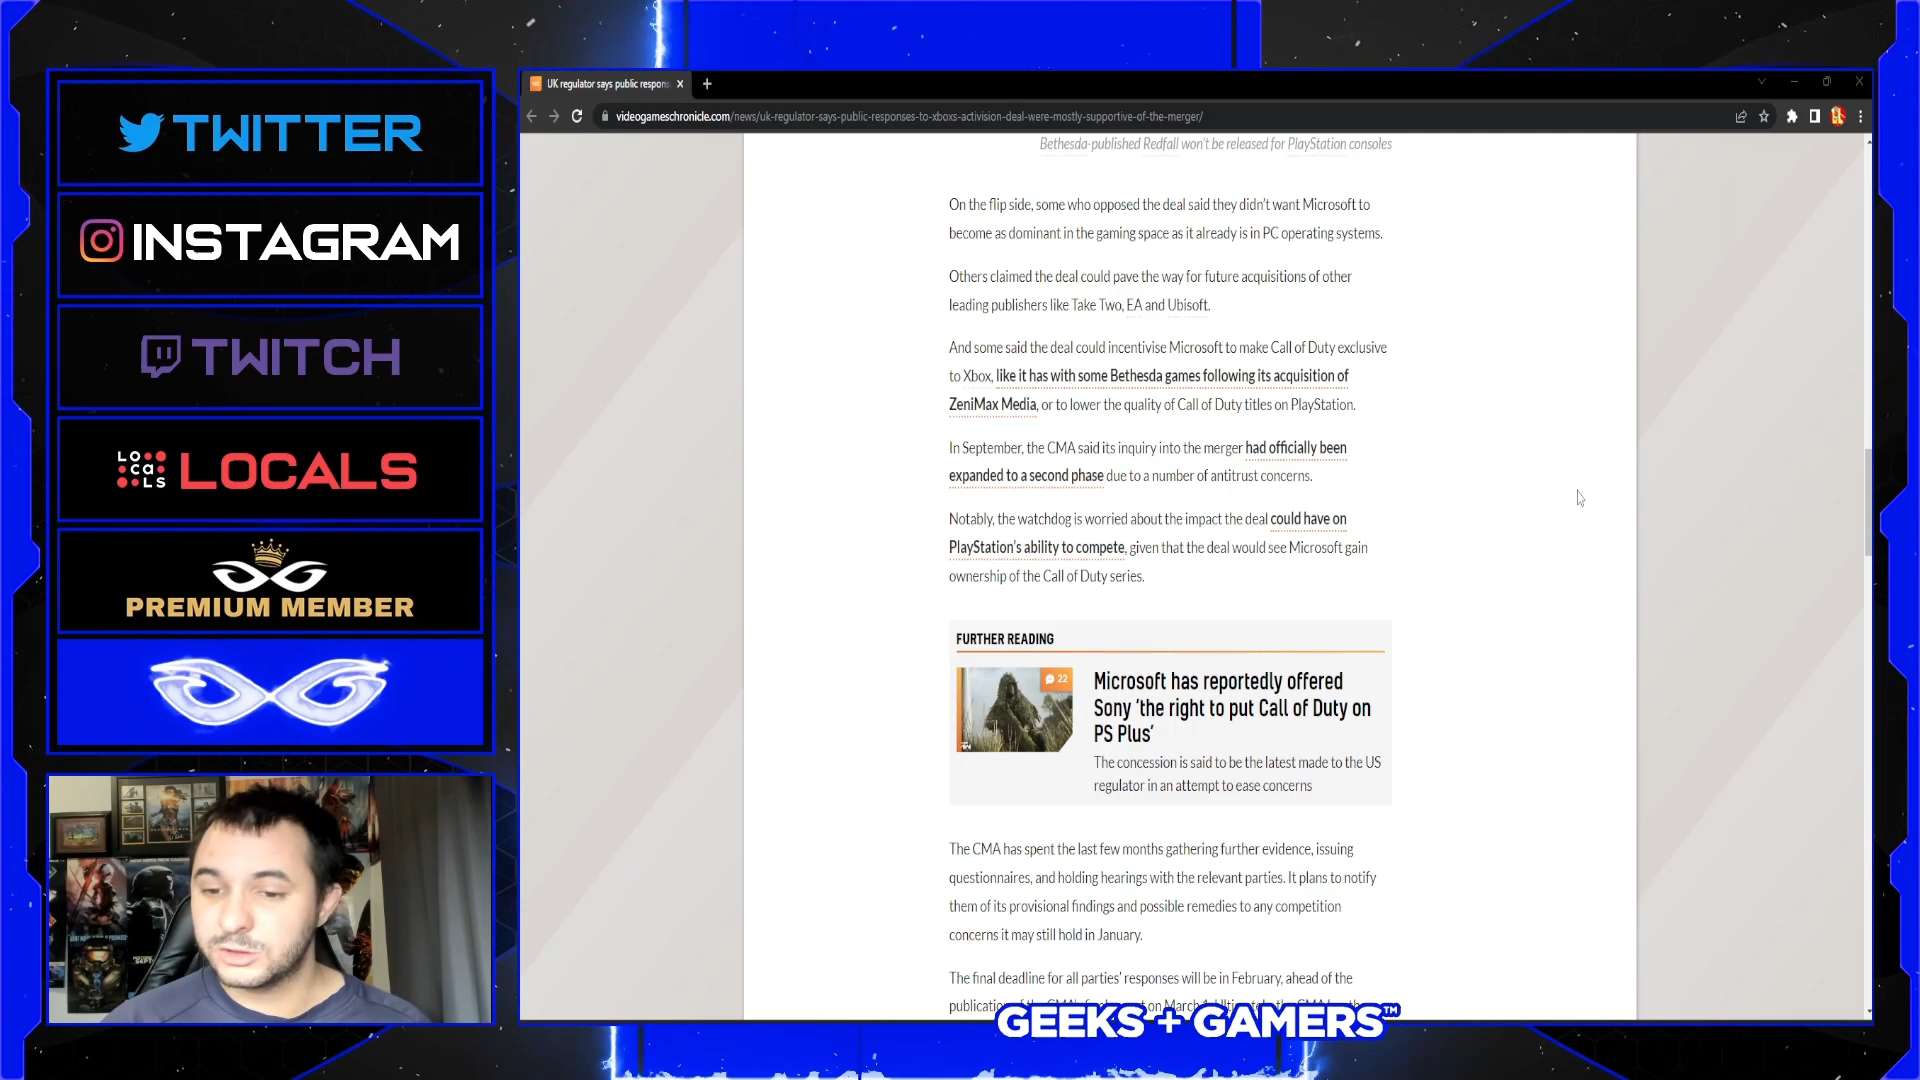 TWITTER
INSTAGRAM
TWITCH
LOCALS
LOCALS
PREMIUM MEMBER
UK regulator says public respon
videogameschronicle.com/news/uk-regulator-says-public-responses-to-xboxs-activision-deal-were-mostly-supportive-of-the-merger/
Bethesda-published Redfall won't be released for PlayStation consoles
On the flip side, some who opposed the deal said they didn't want Microsoft to
become as dominant in the gaming space as it already is in PC operating systems.
Others claimed the deal could pave the way for future acquisitions of other
leading publishers like Take Two, EA and Ubisoft.
And some said the deal could incentivise Microsoft to make Call of Duty exclusive
to Xbox, like it has with some Bethesda games following its acquisition of
ZeniMax Media, or to lower the quality of Call of Duty titles on PlayStation.
In September, the CMA said its inquiry into the merger had officially been
expanded to a second phase due to a number of antitrust concerns.
Notably, the watchdog is worried about the impact the deal could have on
PlayStation's ability to compete, given that the deal would see Microsoft gain
ownership of the Call of Duty series.
FURTHER READING
22
Microsoft has reportedly offered
Sony 'the right to put Call of Duty on
PS Plus'
The concession is said to be the latest made to the US
regulator in an attempt to ease concerns
The CMA has spent the last few months gathering further evidence, issuing
questionnaires, and holding hearings with the relevant parties. It plans to notify
them of its provisional findings and possible remedies to any competition
concerns it may still hold in January.
The final deadline for all parties' responses will be in February, ahead of the
on March
GEEKS + GAMERS™